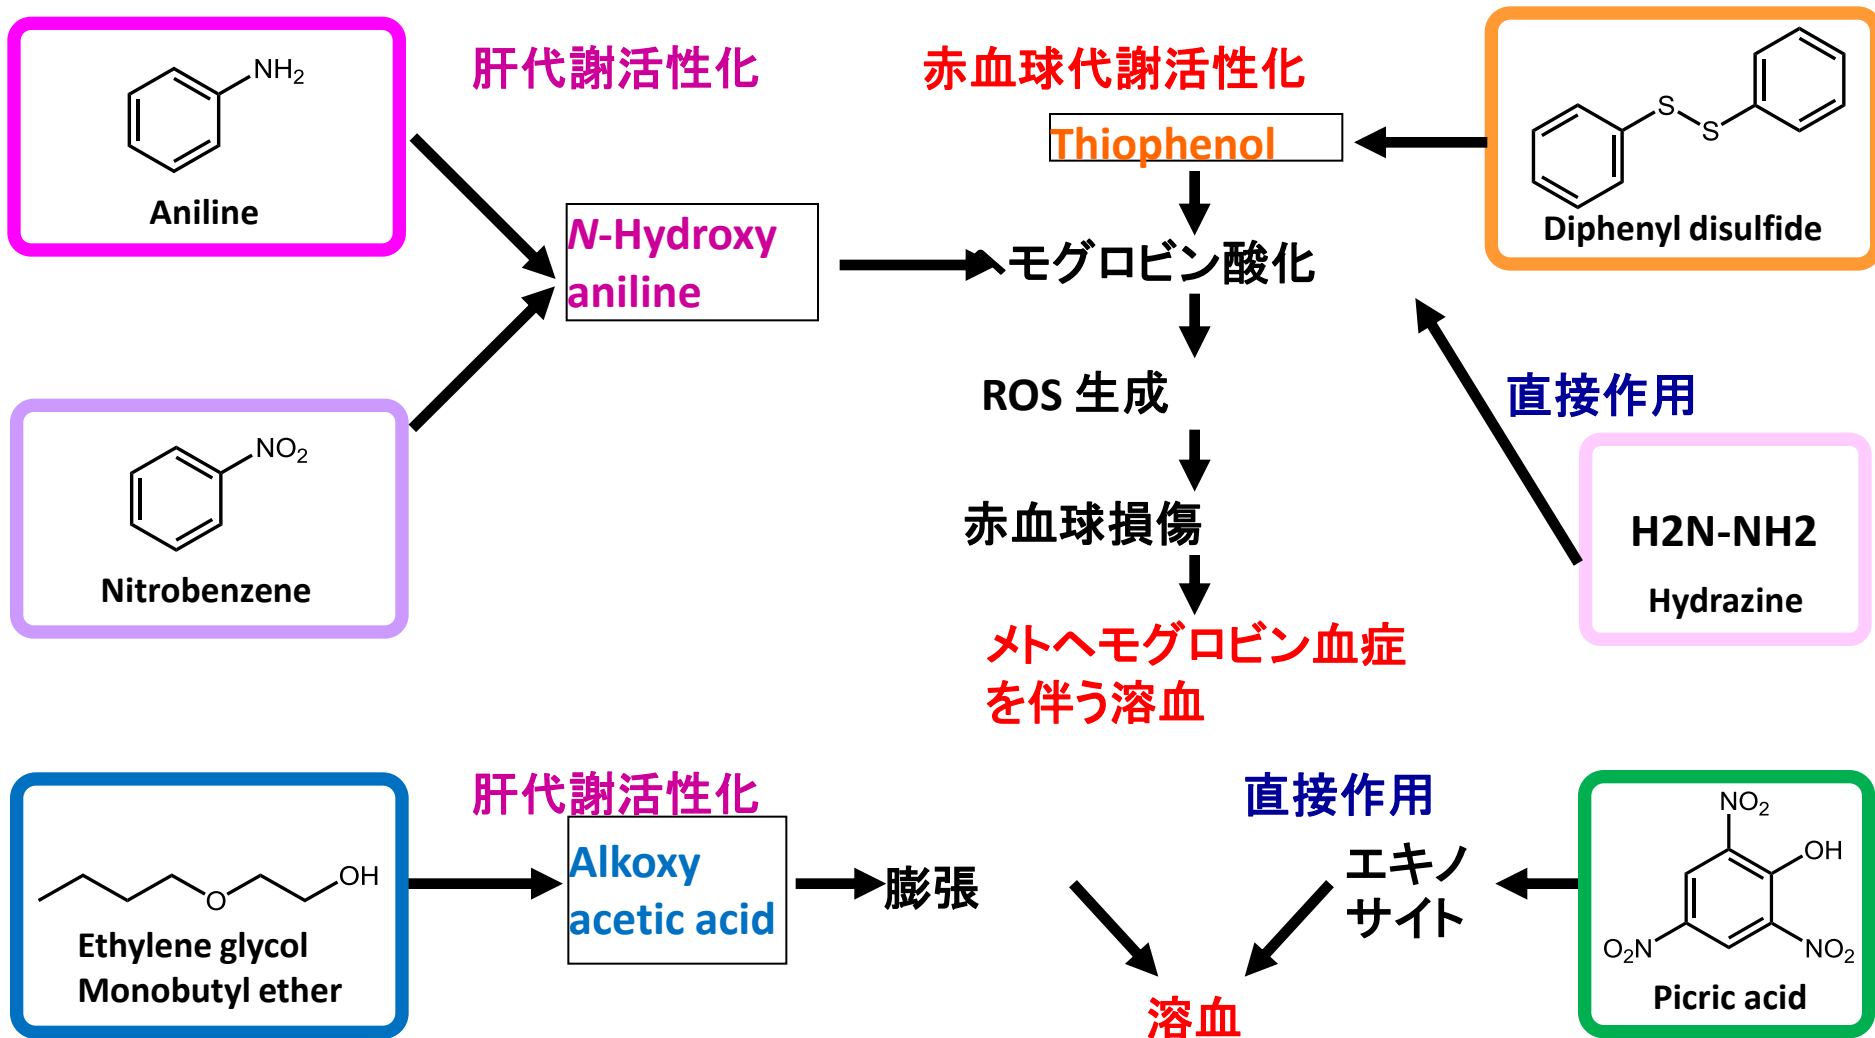 NH2
Aniline
肝代謝活性化
赤血球代謝活性化
Thiophenol
S
S
Diphenyl disulfide
N-Hydroxy
aniline
ヘモグロビン酸化
ROS 生成
直接作用
NO2
Nitrobenzene
赤血球損傷
H2N-NH2
Hydrazine
メトヘモグロビン血症
を伴う溶血
肝代謝活性化
直接作用
OH
O
Ethylene glycol
Monobutyl ether
Alkoxy
acetic acid
膨張
エキノ
サイト
NO2
OH
O2N
NO2
Picric acid
溶血